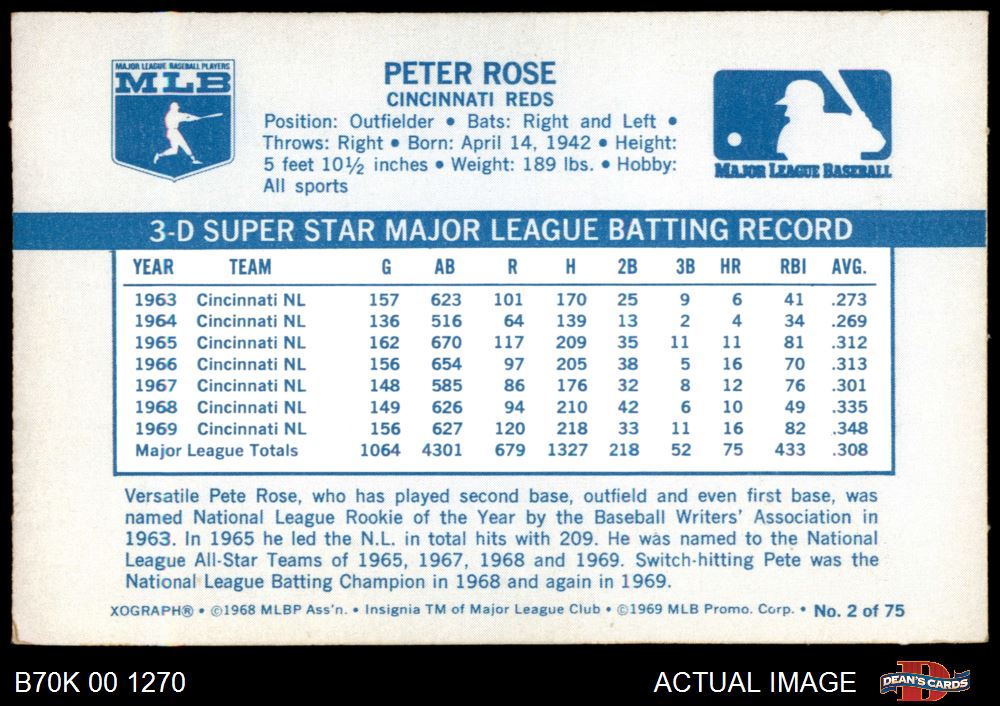 MAJOR LEAGUE BASEBALL PLAYERS
MLB
PETER ROSE
CINCINNATI REDS
Position: Outfielder • Bats: Right and Left •
Throws: Right • Born: April 14, 1942 • Height:
5 feet 10½ inches • Weight: 189 lbs. • Hobby:
All sports
MAJOR LEAGUE BASEBALL
3-D SUPER STAR MAJOR LEAGUE BATTING RECORD
YEAR TEAM G AB R H 2B 3B HR RBI AVG.
1963 Cincinnati NL 157 623 101 170 25 9 6 41 .273
1964 Cincinnati NL 136 516 64 139 13 2 4 34 .269
1965 Cincinnati NL 162 670 117 209 35 11 11 81 .312
1966 Cincinnati NL 156 654 97 205 38 5 16 70 .313
1967 Cincinnati NL 148 585 86 176 32 8 12 76 .301
1968 Cincinnati NL 149 626 94 210 42 6 10 49 .335
1969 Cincinnati NL 156 627 120 218 33 11 16 82 .348
Major League Totals 1064 4301 679 1327 218 52 75 433 .308
Versatile Pete Rose, who has played second base, outfield and even first base, was
named National League Rookie of the Year by the Baseball Writers' Association in
1963. In 1965 he led the N.L. in total hits with 209. He was named to the National
League All-Star Teams of 1965, 1967, 1968 and 1969. Switch-hitting Pete was the
National League Batting Champion in 1968 and again in 1969.
XOGRAPH® • ©1968 MLBP Ass'n. • Insignia TM of Major League Club • ©1969 MLB Promo. Corp. • No. 2 of 75
B70K 00 1270
ACTUAL IMAGE
DEAN'S CARDS